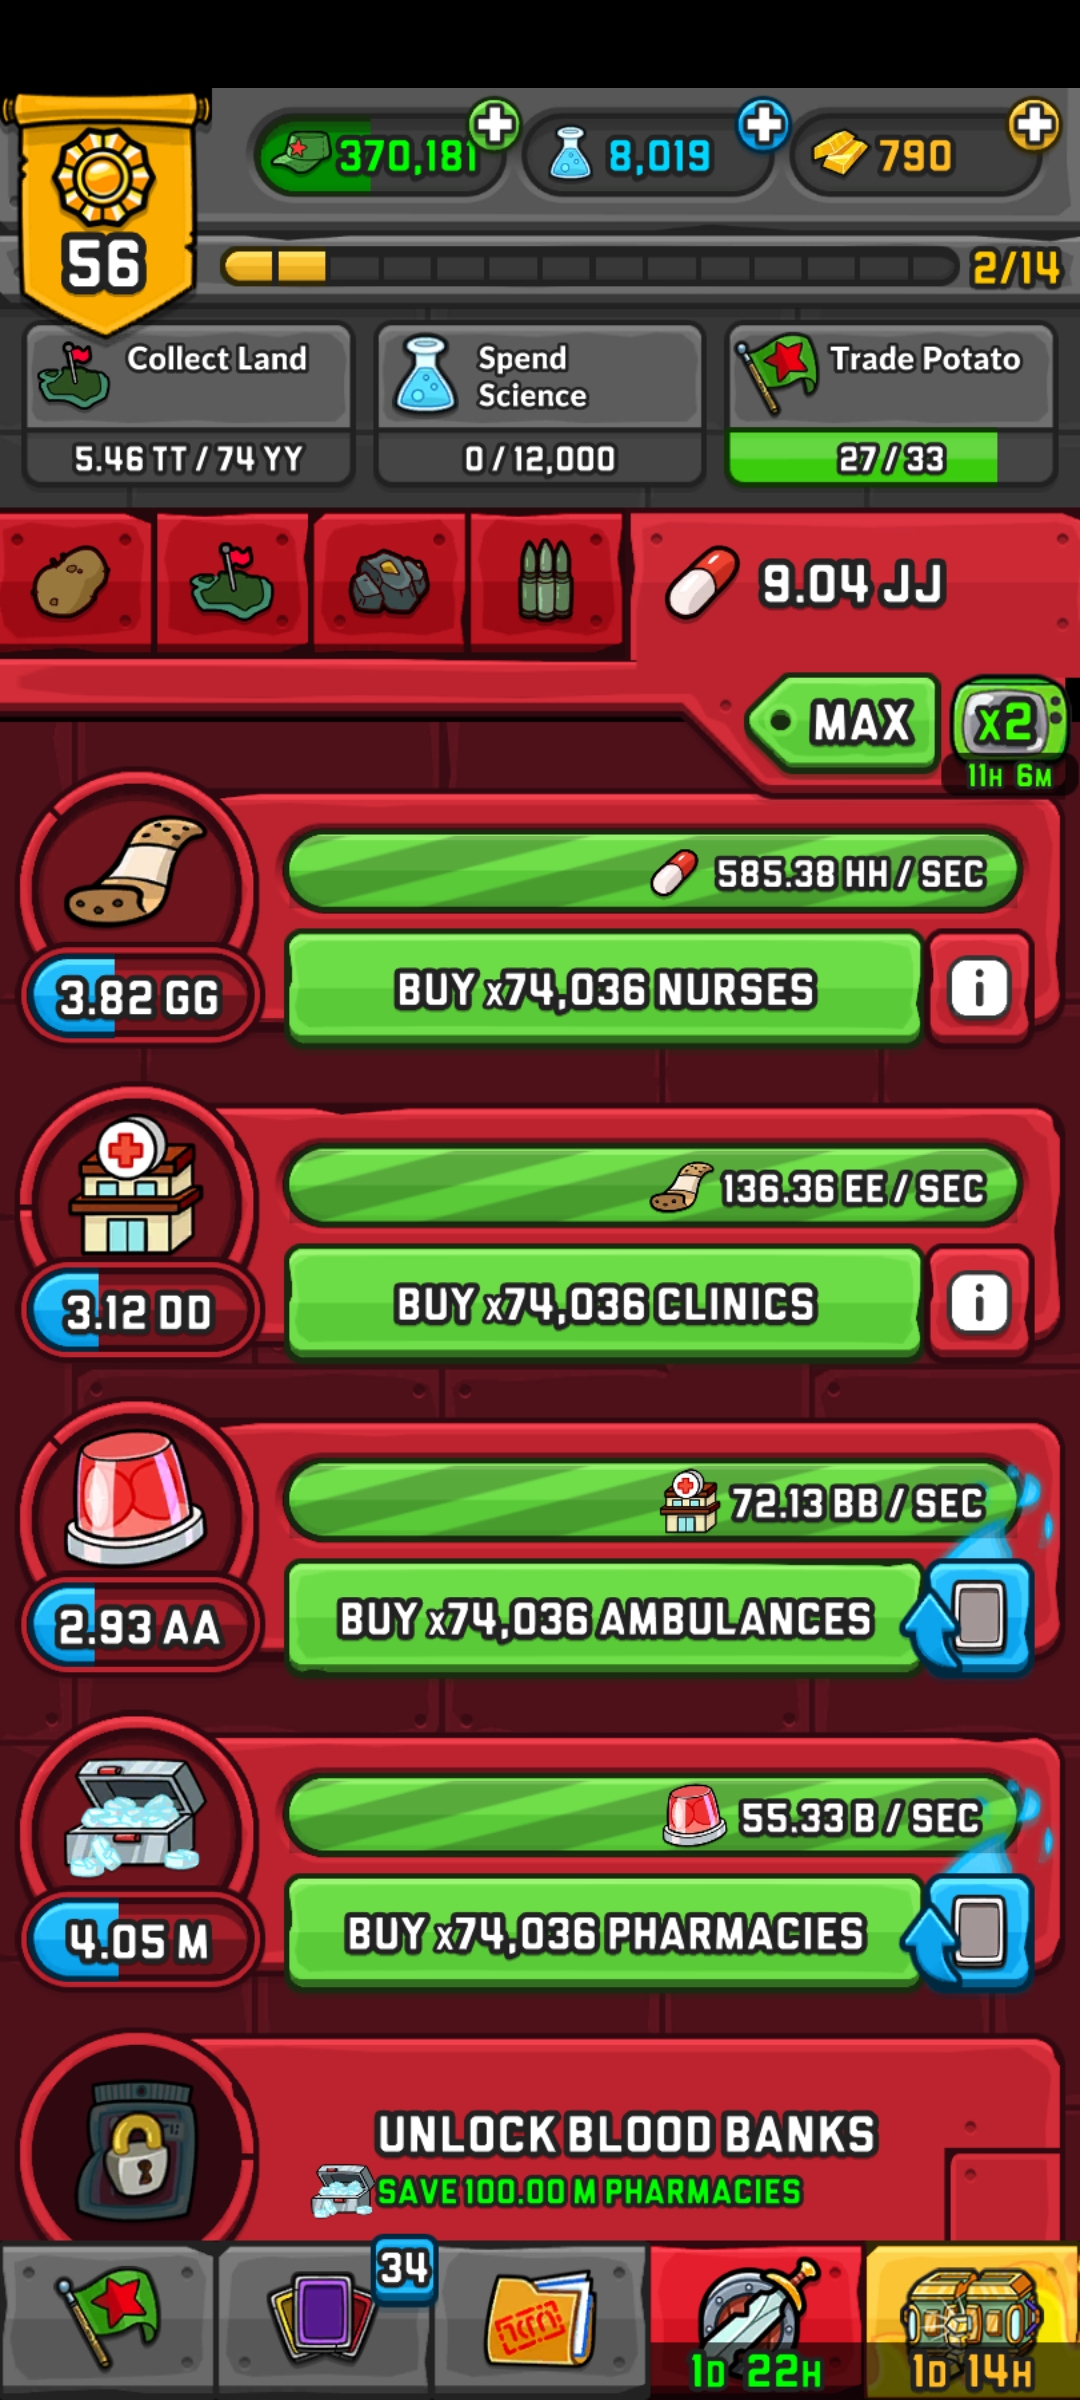 370,181
8,019
790
56
2/14
Collect Land
Spend
Science
Trade Potato
5.46 TT / 74 YY
0 / 12,000
27 / 33
9.04 JJ
MAX
x2
11H 6M
585.38 HH / SEC
3.82 GG
BUY x74,036 NURSES
i
136.36 EE / SEC
3.12 DD
BUY x74,036 CLINICS
i
72.13 BB / SEC
2.93 AA
BUY x74,036 AMBULANCES
55.33 B / SEC
4.05 M
BUY x74,036 PHARMACIES
UNLOCK BLOOD BANKS
SAVE 100.00 M PHARMACIES
34
1D 22H
1D 14H